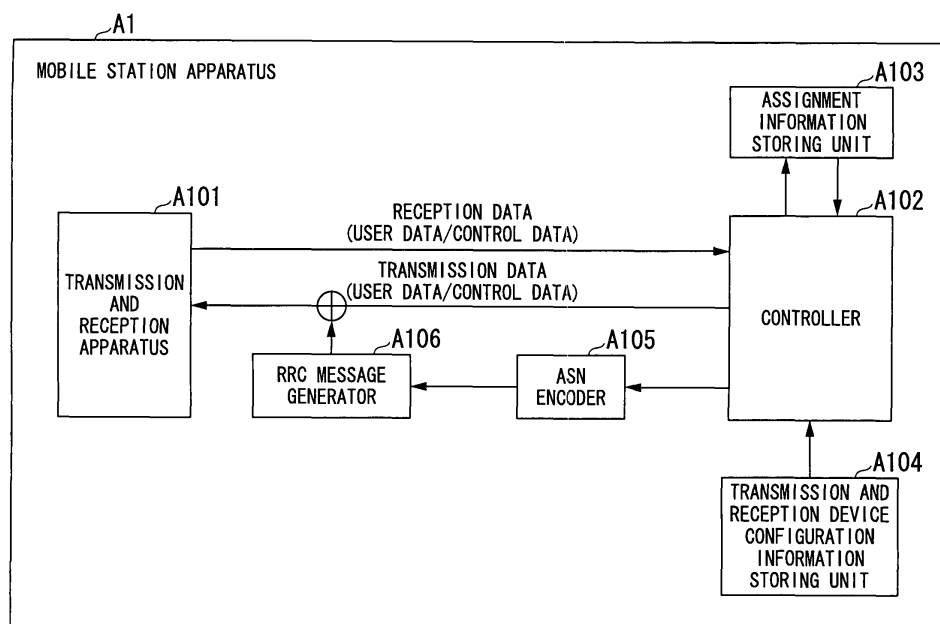 A1
MOBILE STATION APPARATUS
A103
ASSIGNMENT
INFORMATION
STORING UNIT
A101
TRANSMISSION
AND
RECEPTION
APPARATUS
RECEPTION DATA
(USER DATA/CONTROL DATA)
TRANSMISSION DATA
(USER DATA/CONTROL DATA)
A102
CONTROLLER
A106
RRC MESSAGE
GENERATOR
A105
ASN
ENCODER
A104
TRANSMISSION AND
RECEPTION DEVICE
CONFIGURATION
INFORMATION
STORING UNIT